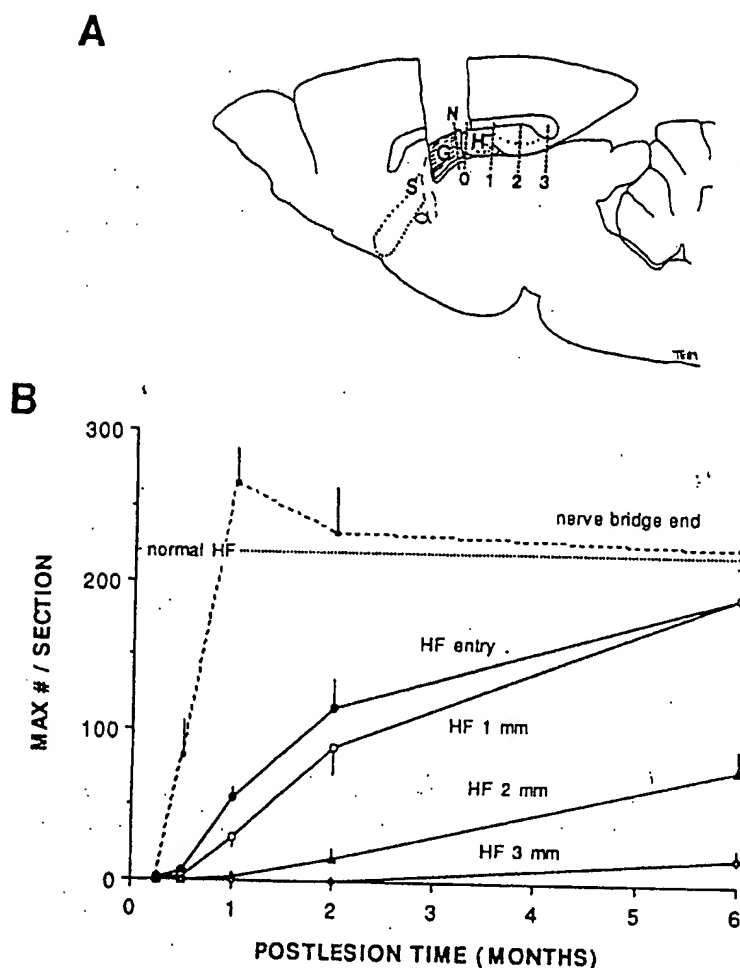 A
N
G
H
S
0
1
2
3
B
300
200
100
0
MAX # / SECTION
nerve bridge end
normal HF
HF entry
HF 1 mm
HF 2 mm
HF 3 mm
0
1
2
3
4
5
6
POSTLESION TIME (MONTHS)